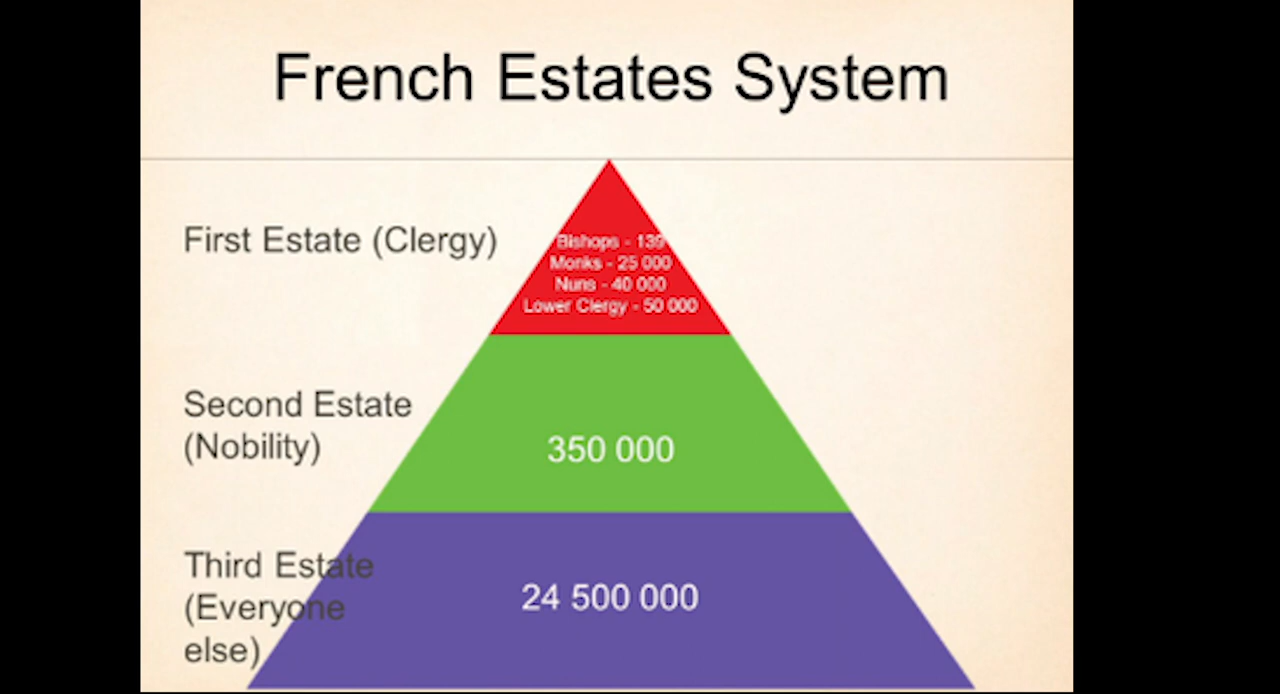 French Estates System
First Estate (Clergy)
Bishops - 139
Monks - 25 000
Nuns - 40 000
Lower Clergy - 50 000
Second Estate
(Nobility)
350 000
Third Estate
(Everyone
else)
24 500 000